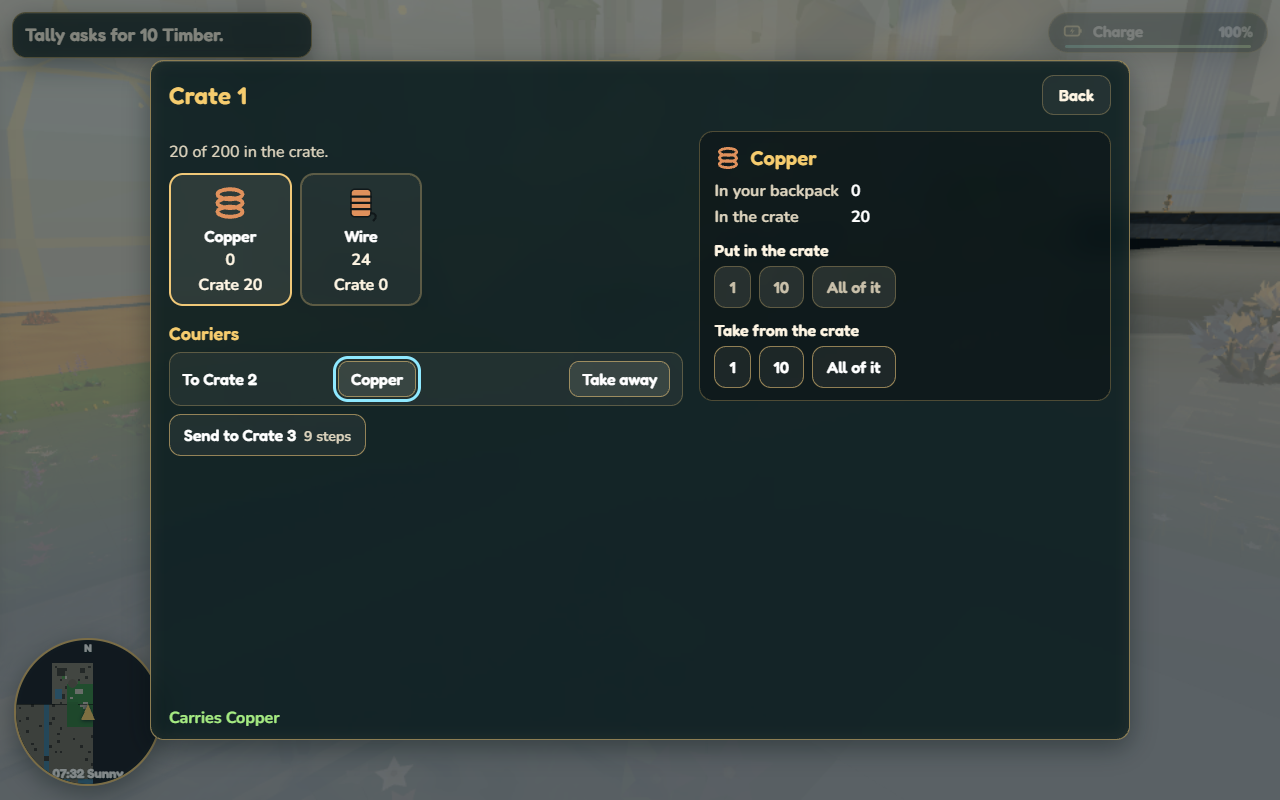 Tally asks for 10 Timber.
Charge 100%
Crate 1
Back
20 of 200 in the crate.
Copper
0
Crate 20
Wire
24
Crate 0
Copper
In your backpack 0
In the crate 20
Put in the crate
1 10 All of it
Take from the crate
1 10 All of it
Couriers
To Crate 2 Copper Take away
Send to Crate 3 9 steps
Carries Copper
N
07:32 Sunny